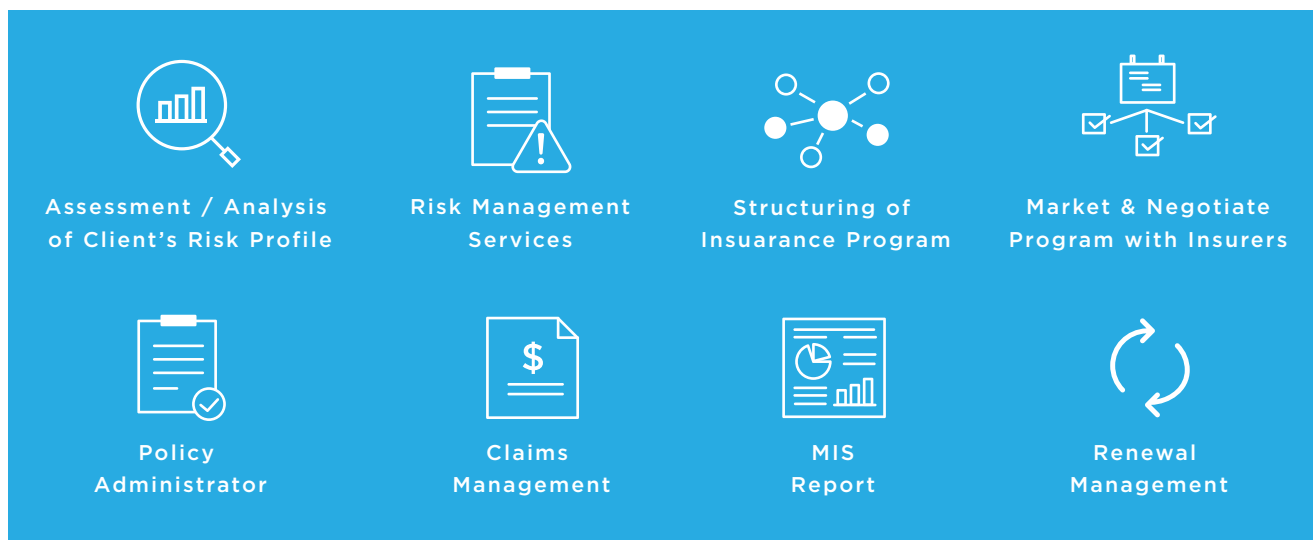 Assessment / Analysis
of Client's Risk Profile
Risk Management
Services
Structuring of
Insuarance Program
Market & Negotiate
Program with Insurers
$
Policy
Administrator
Claims
Management
MIS
Report
Renewal
Management